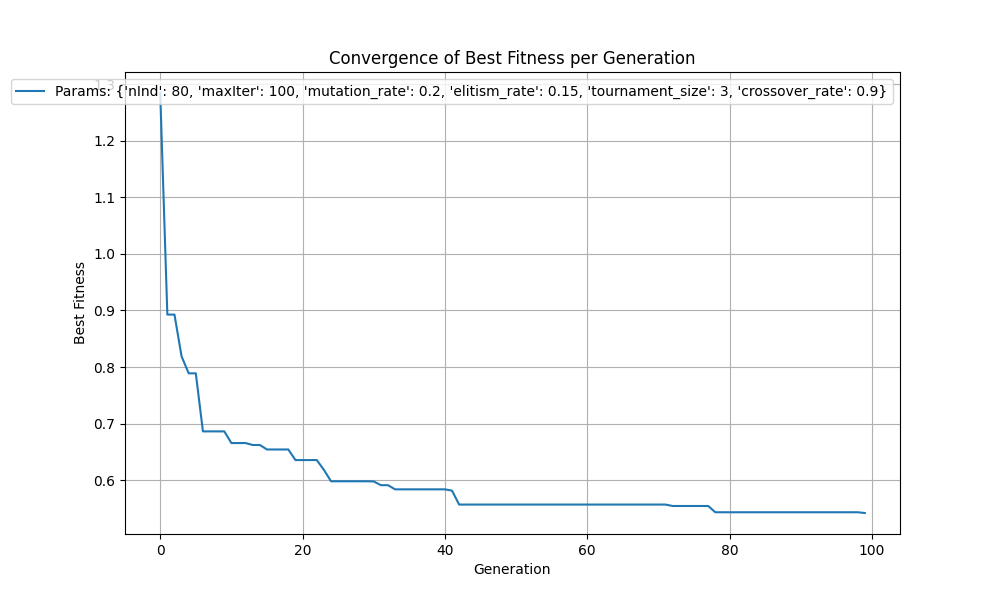 Convergence of Best Fitness per Generation
Params: {'nInd': 80, 'maxIter': 100, 'mutation_rate': 0.2, 'elitism_rate': 0.15, 'tournament_size': 3, 'crossover_rate': 0.9}
1.3
1.2
1.1
1.0
0.9
0.8
0.7
0.6
Best Fitness
0 20 40 60 80 100
Generation